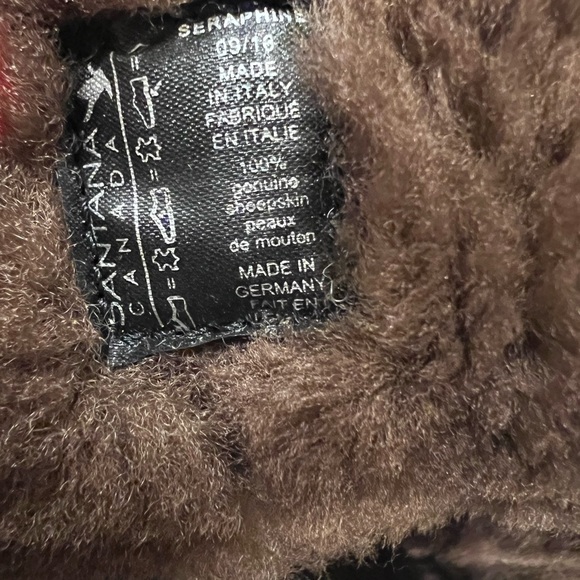 SERAPHINE
09/16
MADE
IN ITALY
FABRIQUÉ
EN ITALIE
100%
genuine
sheepskin
peaux
de mouton
MADE IN
GERMANY
FAIT EN
SANTANA
CANADA